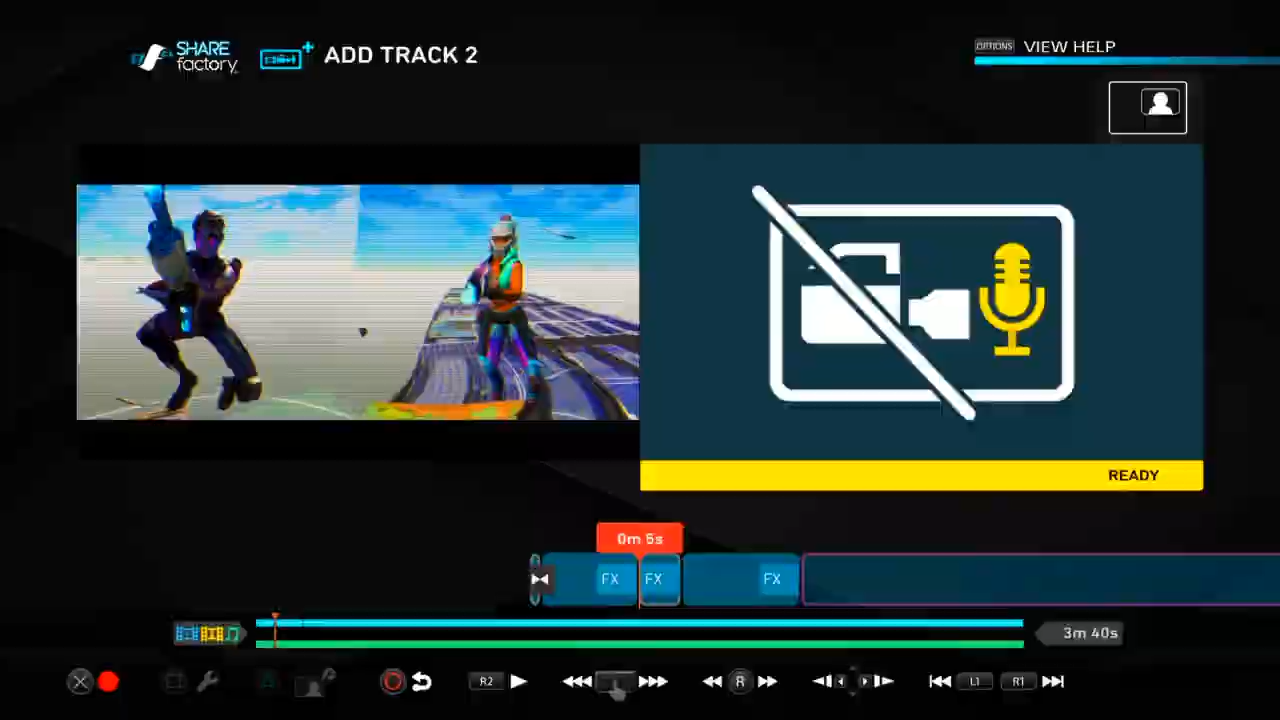 SHARE
factory
ADD TRACK 2
OPTIONS VIEW HELP
READY
0m 5s
FX FX FX
3m 40s
R2 R L1 R1